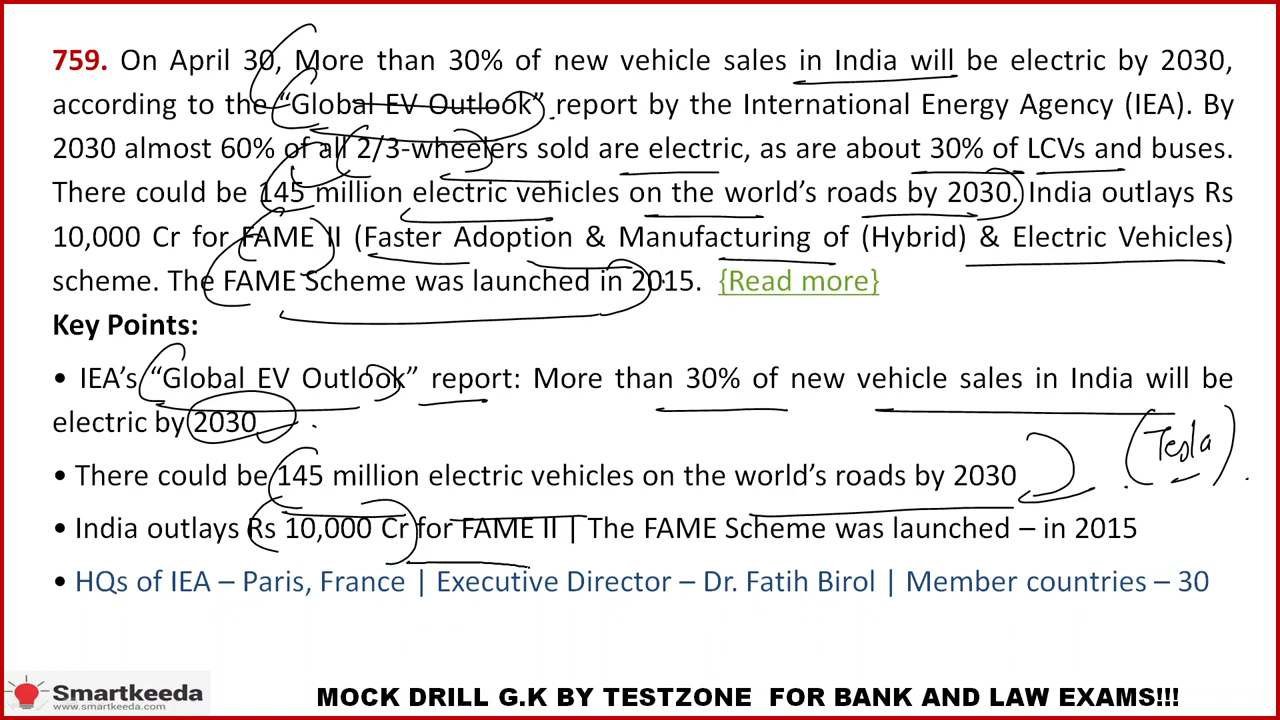 759. On April 30, More than 30% of new vehicle sales in India will be electric by 2030,
according to the “Global EV Outlook” report by the International Energy Agency (IEA). By
2030 almost 60% of all 2/3-wheelers sold are electric, as are about 30% of LCVs and buses.
There could be 145 million electric vehicles on the world’s roads by 2030. India outlays Rs
10,000 Cr for FAME II (Faster Adoption & Manufacturing of (Hybrid) & Electric Vehicles)
scheme. The FAME Scheme was launched in 2015. {Read more}
Key Points:
• IEA’s “Global EV Outlook” report: More than 30% of new vehicle sales in India will be
electric by 2030
(Tesla)
• There could be 145 million electric vehicles on the world’s roads by 2030
• India outlays Rs 10,000 Cr for FAME II | The FAME Scheme was launched – in 2015
• HQs of IEA – Paris, France | Executive Director – Dr. Fatih Birol | Member countries – 30
Smartkeeda
www.smartkeeda.com
MOCK DRILL G.K BY TESTZONE FOR BANK AND LAW EXAMS!!!